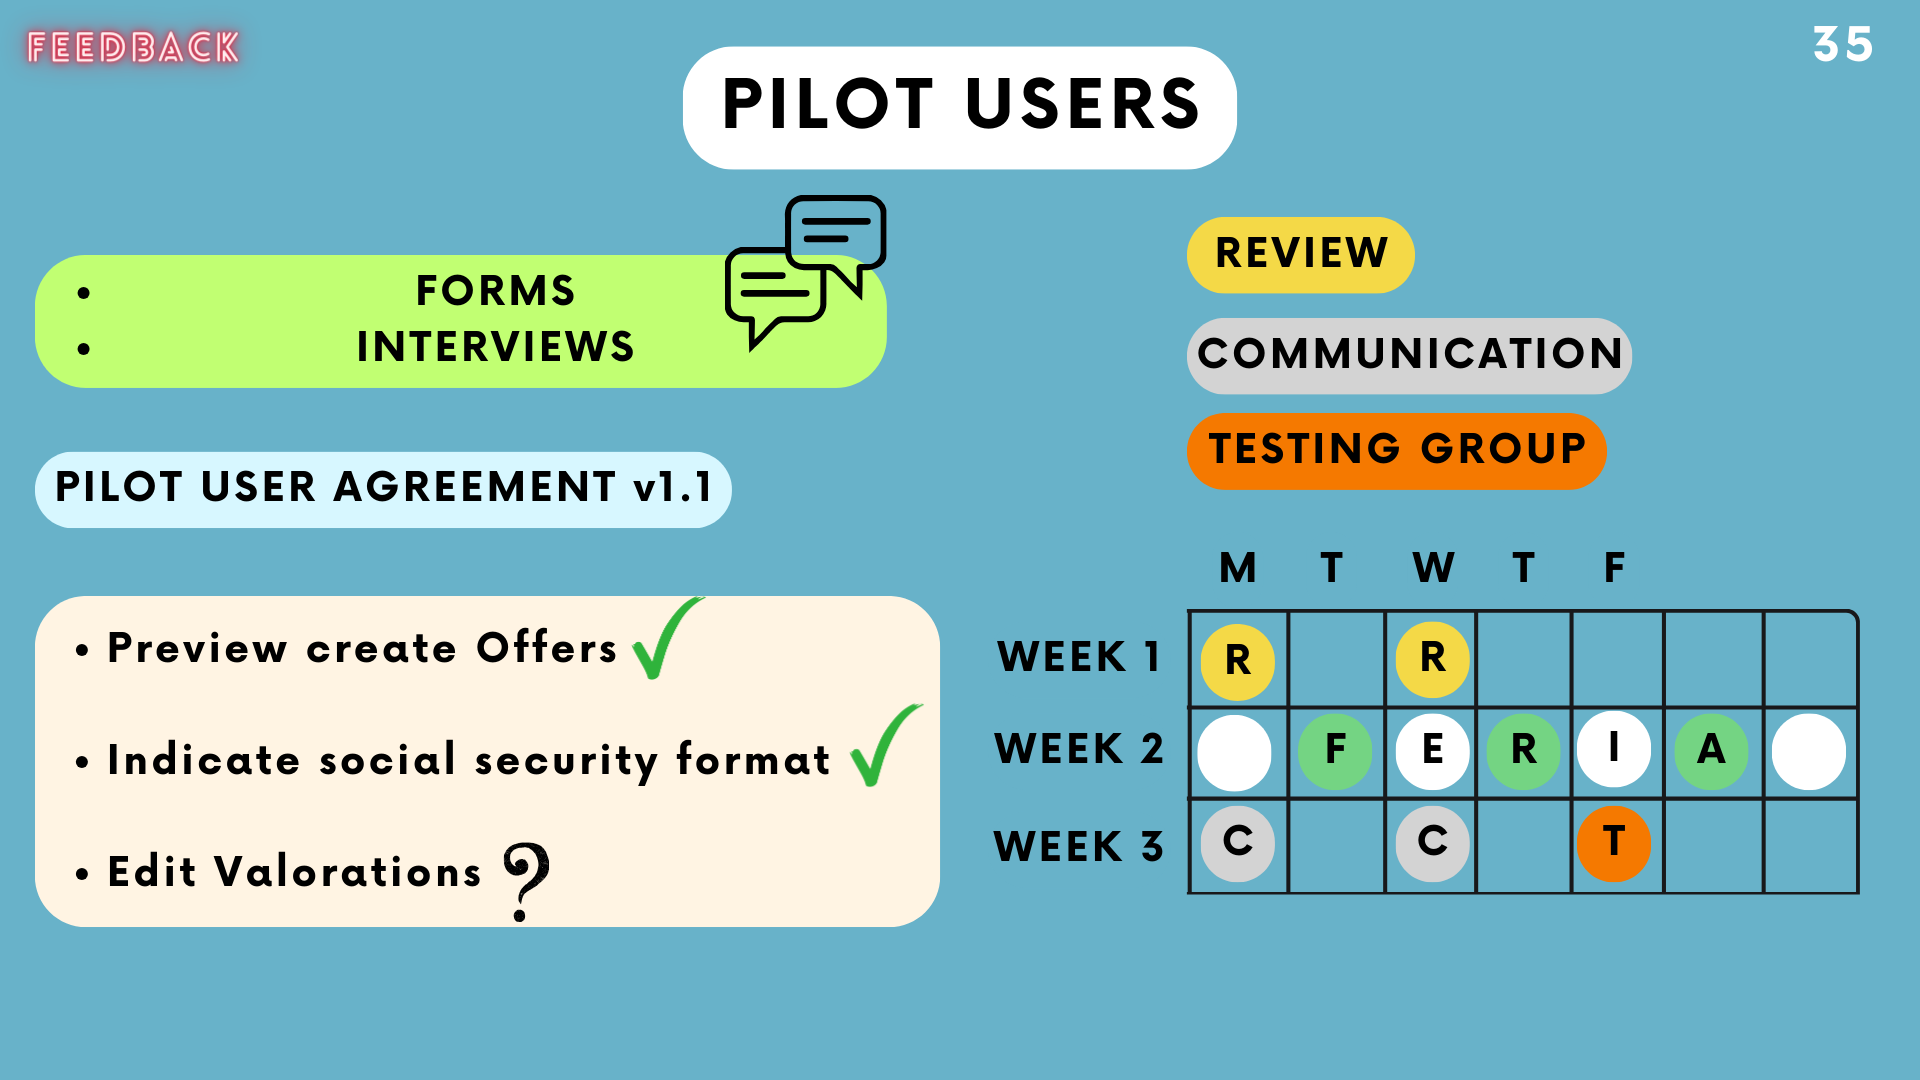 FEEDBACK
35
PILOT USERS
• FORMS
• INTERVIEWS
PILOT USER AGREEMENT v1.1
• Preview create Offers
• Indicate social security format
• Edit Valorations ?
REVIEW
COMMUNICATION
TESTING GROUP
M T W T F
WEEK 1 R R
WEEK 2 F E R I A
WEEK 3 C C T